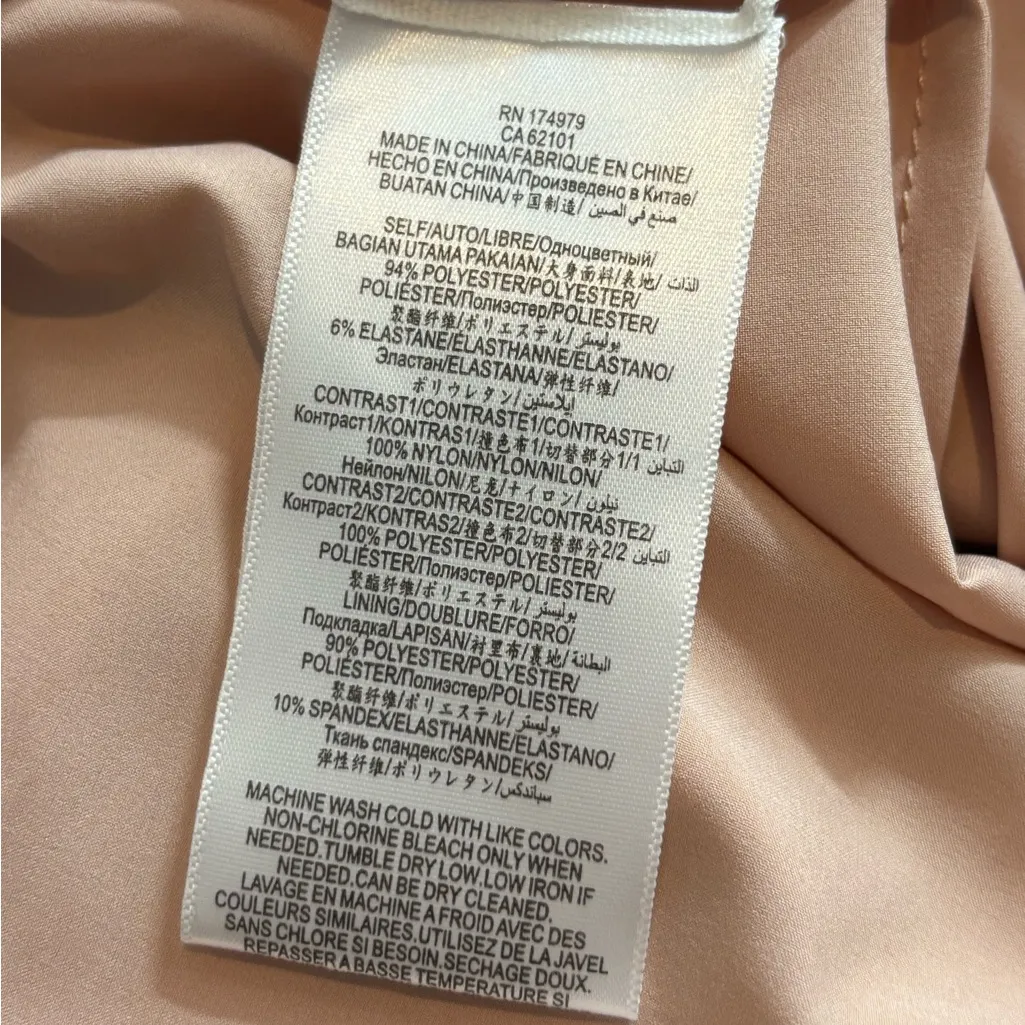 RN 174979
CA 62101
MADE IN CHINA/FABRIQUÉ EN CHINE/
HECHO EN CHINA/Произведено в Китае/
BUATAN CHINA/中国制造/ صنع في الصين
SELF/AUTO/LIBRE/Одноцветный/
BAGIAN UTAMA PAKAIAN/大身面料/表地/ الذات
94% POLYESTER/POLYESTER/
POLIÉSTER/Полиэстер/POLIESTER/
聚酯纤维/ポリエステル/ بوليستر
6% ELASTANE/ÉLASTHANNE/ELASTANO/
Эластан/ELASTANA/弹性纤维/
ポリウレタン/ ايلاستين
CONTRAST1/CONTRASTE1/CONTRASTE1/
Контраст1/KONTRAS1/撞色布1/切替部分1/1 التباين
100% NYLON/NYLON/NILON/
Нейлон/NILON/尼龙/ナイロン/ نيلون
CONTRAST2/CONTRASTE2/CONTRASTE2/
Контраст2/KONTRAS2/撞色布2/切替部分2/2 التباين
100% POLYESTER/POLYESTER/
POLIÉSTER/Полиэстер/POLIESTER/
聚酯纤维/ポリエステル/ بوليستر
LINING/DOUBLURE/FORRO/
Подкладка/LAPISAN/衬里布/裏地/ البطانة
90% POLYESTER/POLYESTER/
POLIÉSTER/Полиэстер/POLIESTER/
聚酯纤维/ポリエステル/ بوليستر
10% SPANDEX/ELASTHANNE/ELASTANO/
Ткань спандекс/SPANDEKS/
弹性纤维/ポリウレタン/سباندكس
MACHINE WASH COLD WITH LIKE COLORS.
NON-CHLORINE BLEACH ONLY WHEN
NEEDED.TUMBLE DRY LOW.LOW IRON IF
NEEDED.CAN BE DRY CLEANED.
LAVAGE EN MACHINE A FROID AVEC DES
COULEURS SIMILAIRES.UTILISEZ DE LA JAVEL
SANS CHLORE SI BESOIN.SECHAGE DOUX.
REPASSER A BASSE TEMPERATURE SI